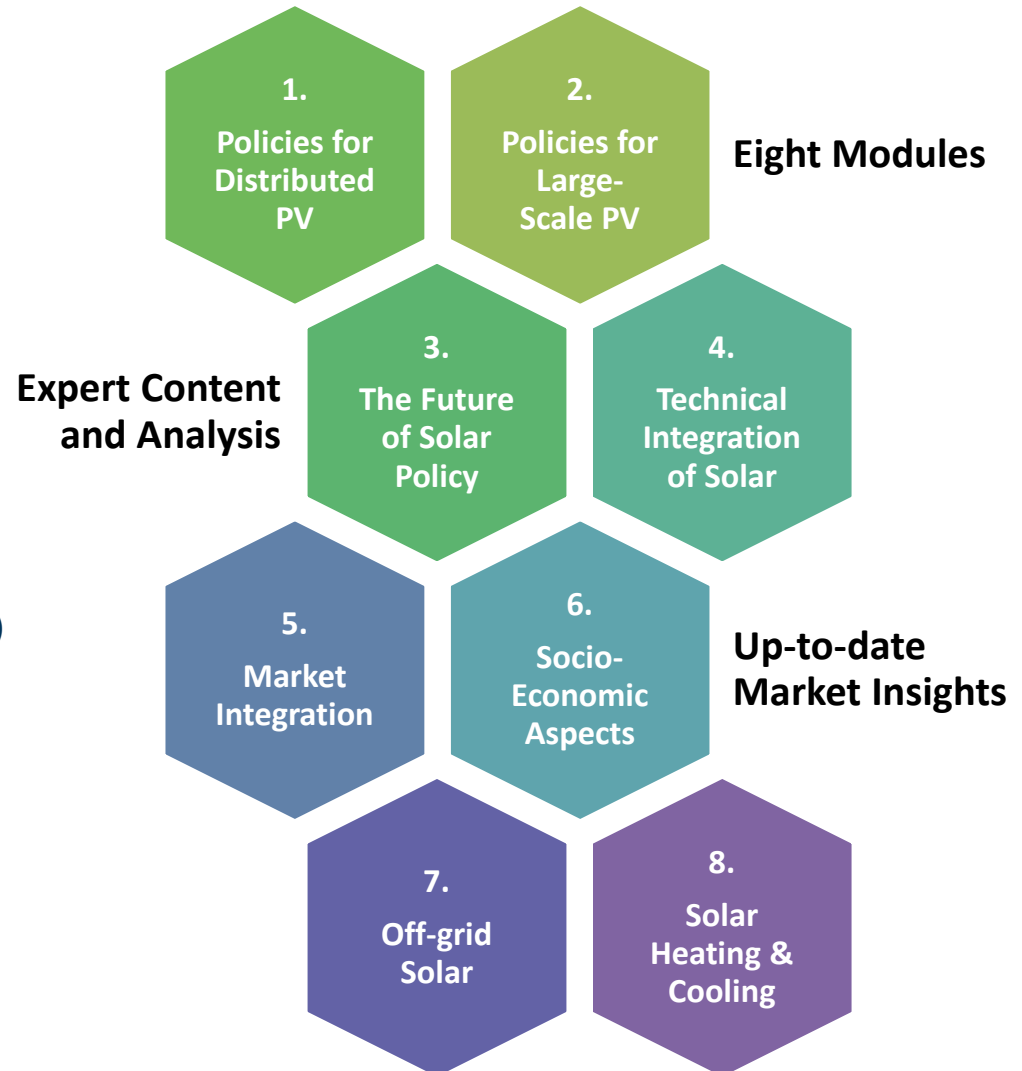 1.
Policies for
Distributed
PV
2.
Policies for
Large-
Scale PV
Eight Modules
Expert Content
and Analysis
3.
The Future
of Solar
Policy
4.
Technical
Integration
of Solar
5.
Market
Integration
6.
Socio-
Economic
Aspects
)
Up-to-date
Market Insights
7.
Off-grid
Solar
8.
Solar
Heating &
Cooling